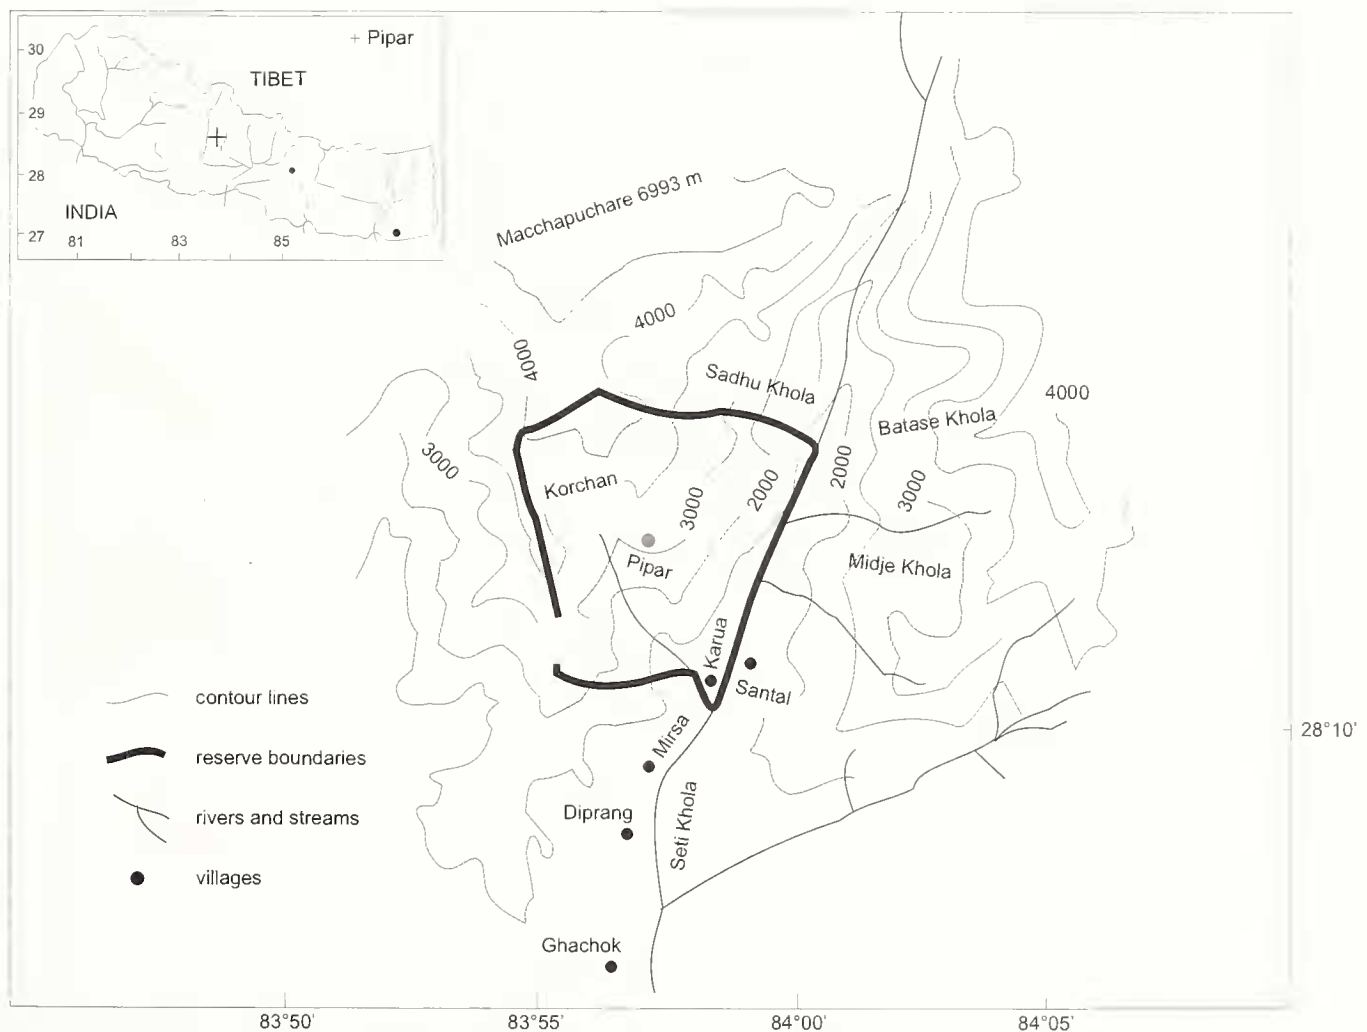 + Pipar
30
TIBET
29
28
INDIA
27
81
83
85
Macchapuchare 6993 m
4000
4000
Sadhu Khola
4000
Batase Khola
3000
2000
Korchan
3000
2000
3000
Pipar
Midje Khola
Karua
Santal
contour lines
28°10'
Mirsa
reserve boundaries
Diprang
rivers and streams
Seti Khola
villages
Ghachok
83°50'
83°55'
84°00'
84°05'